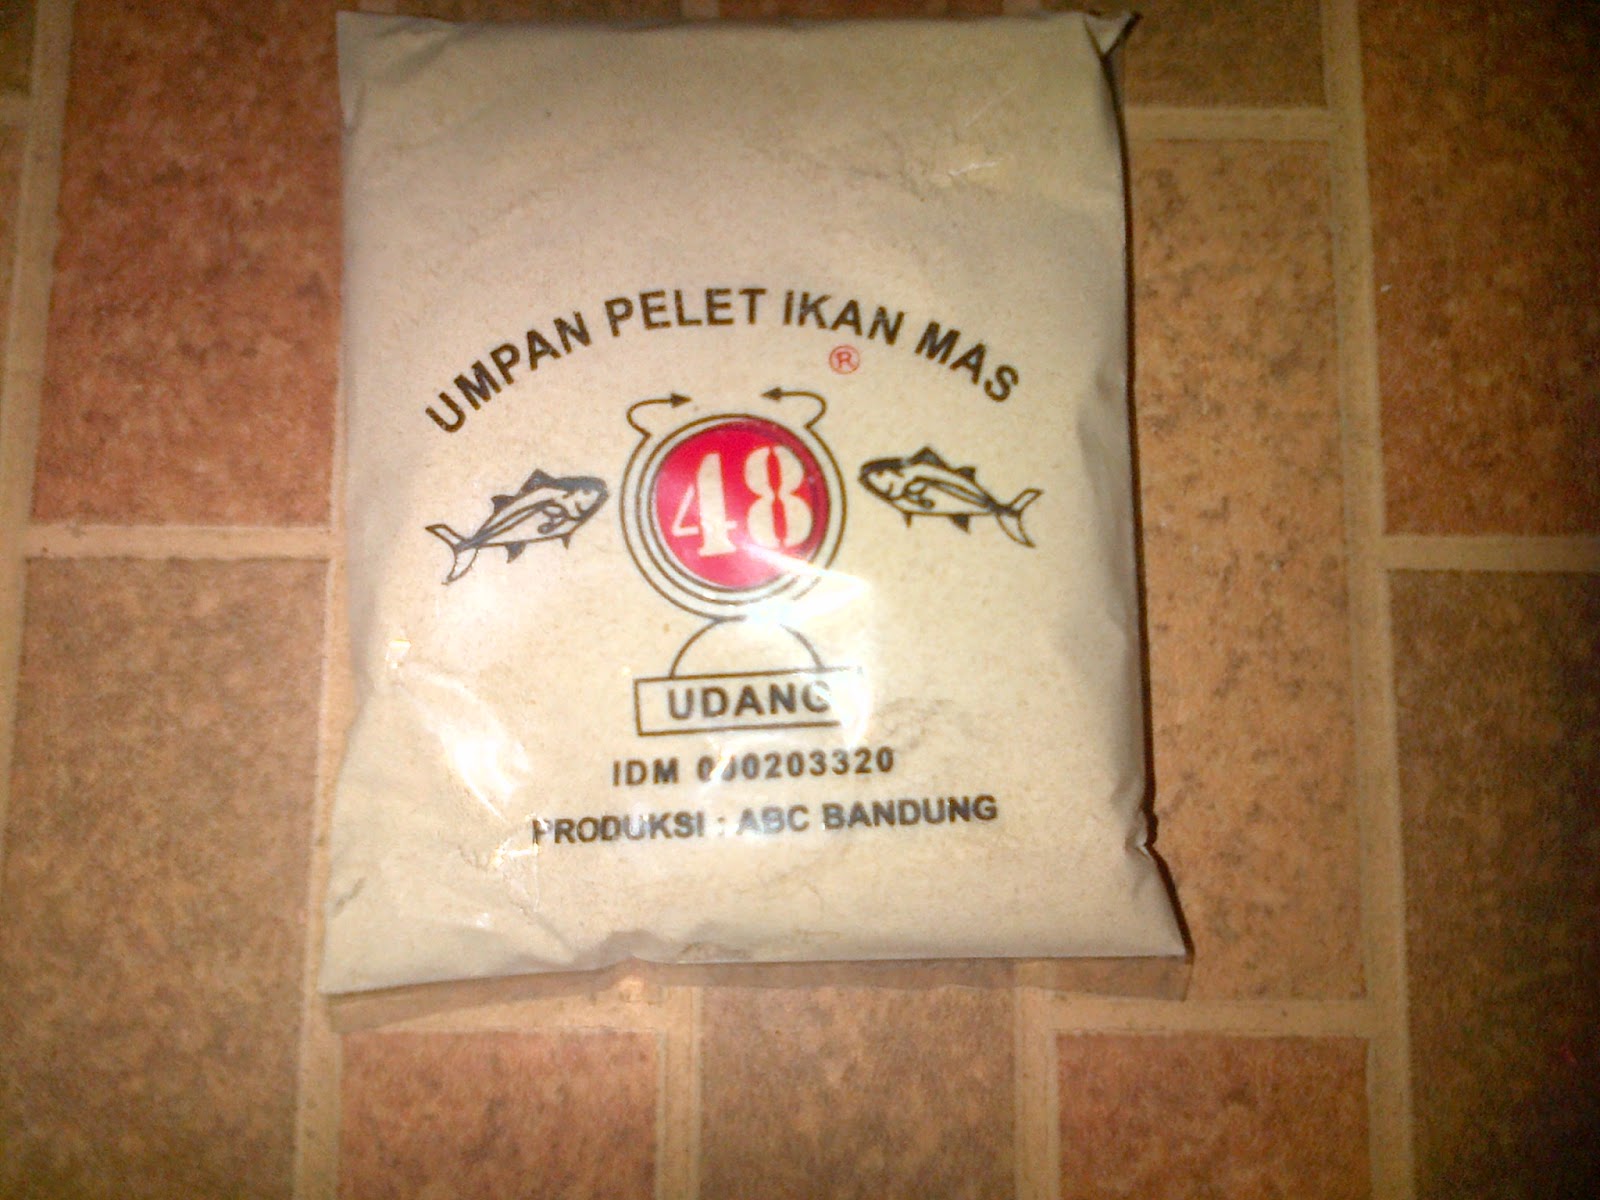 UMPAN PELET IKAN MAS
®
48
UDANG
IDM 000203320
PRODUKSI : ABC BANDUNG